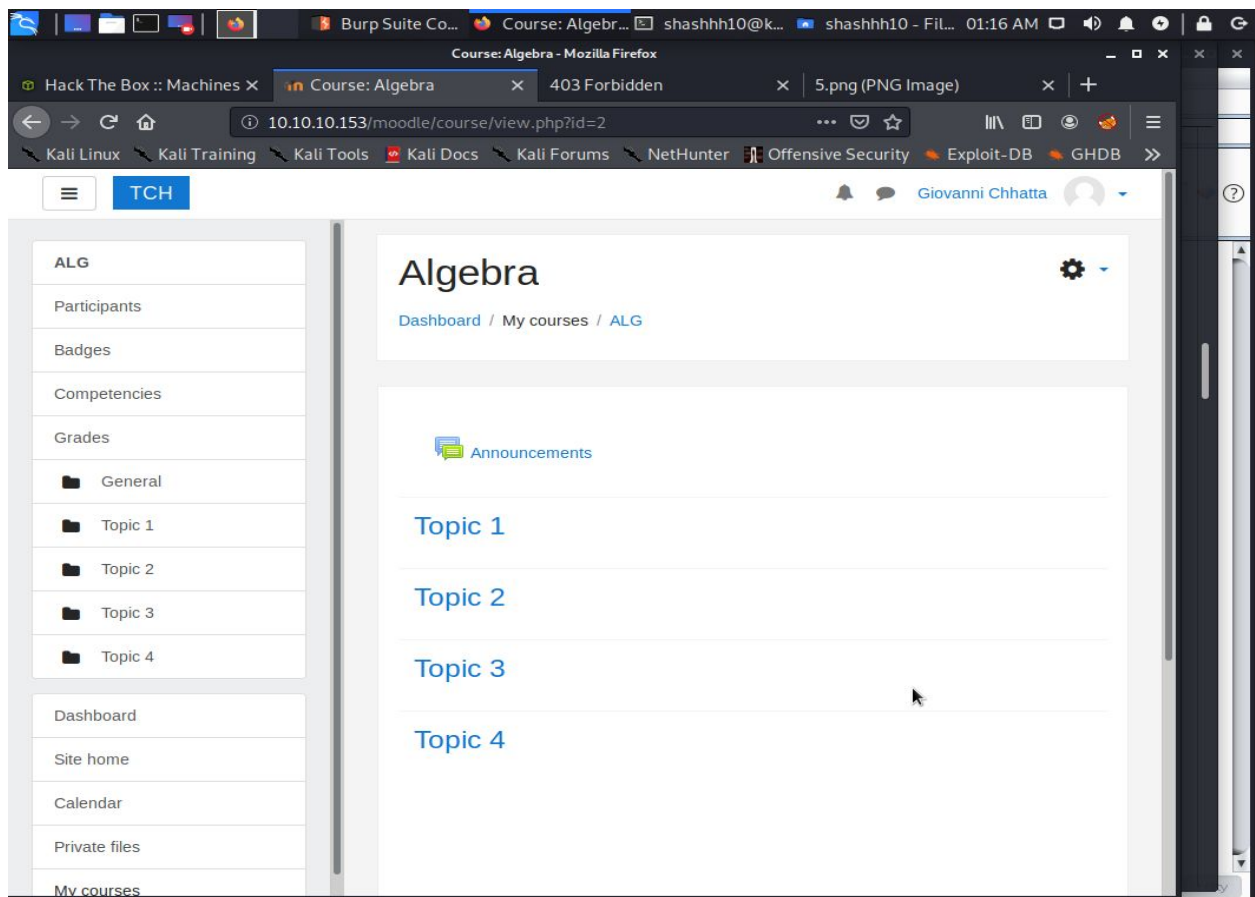 Burp Suite Co... Course: Algebr... shashhh10@k... shashhh10 - Fil... 01:16 AM
Course: Algebra - Mozilla Firefox
Hack The Box :: Machines Course: Algebra 403 Forbidden 5.png (PNG Image)
10.10.10.153/moodle/course/view.php?id=2
Kali Linux Kali Training Kali Tools Kali Docs Kali Forums NetHunter Offensive Security Exploit-DB GHDB
TCH Giovanni Chhatta
ALG
Participants
Badges
Competencies
Grades
General
Topic 1
Topic 2
Topic 3
Topic 4
Dashboard
Site home
Calendar
Private files
My courses
Algebra
Dashboard / My courses / ALG
Announcements
Topic 1
Topic 2
Topic 3
Topic 4